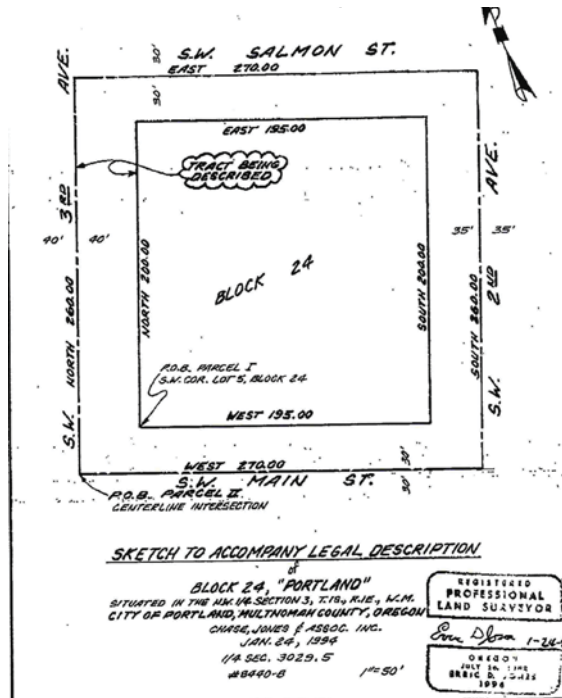 S.W. SALMON ST.
30'
EAST 270.00
30'
AVE.
EAST 195.00
TRACT BEING
DESCRIBED
AVE.
3RD
40' 40'
35' 35'
NORTH 200.00
BLOCK 24
SOUTH 200.00
2ND
NORTH 260.00
SOUTH 260.00
P.O.B. PARCEL I
S.W. COR. LOT 5, BLOCK 24
S.W.
S.W.
WEST 195.00
30'
WEST 270.00
S.W. MAIN ST.
30'
P.O.B. PARCEL II
CENTERLINE INTERSECTION
SKETCH TO ACCOMPANY LEGAL DESCRIPTION
of
BLOCK 24, "PORTLAND"
SITUATED IN THE N.W. 1/4 SECTION 3, T.1S., R.1E., W.M.
CITY OF PORTLAND, MULTNOMAH COUNTY, OREGON
CHASE, JONES & ASSOC. INC.
JAN. 24, 1994
1/4 SEC. 3029.5
#8440-B
1"=50'
REGISTERED
PROFESSIONAL
LAND SURVEYOR
1-24-
OREGON
JULY
1994